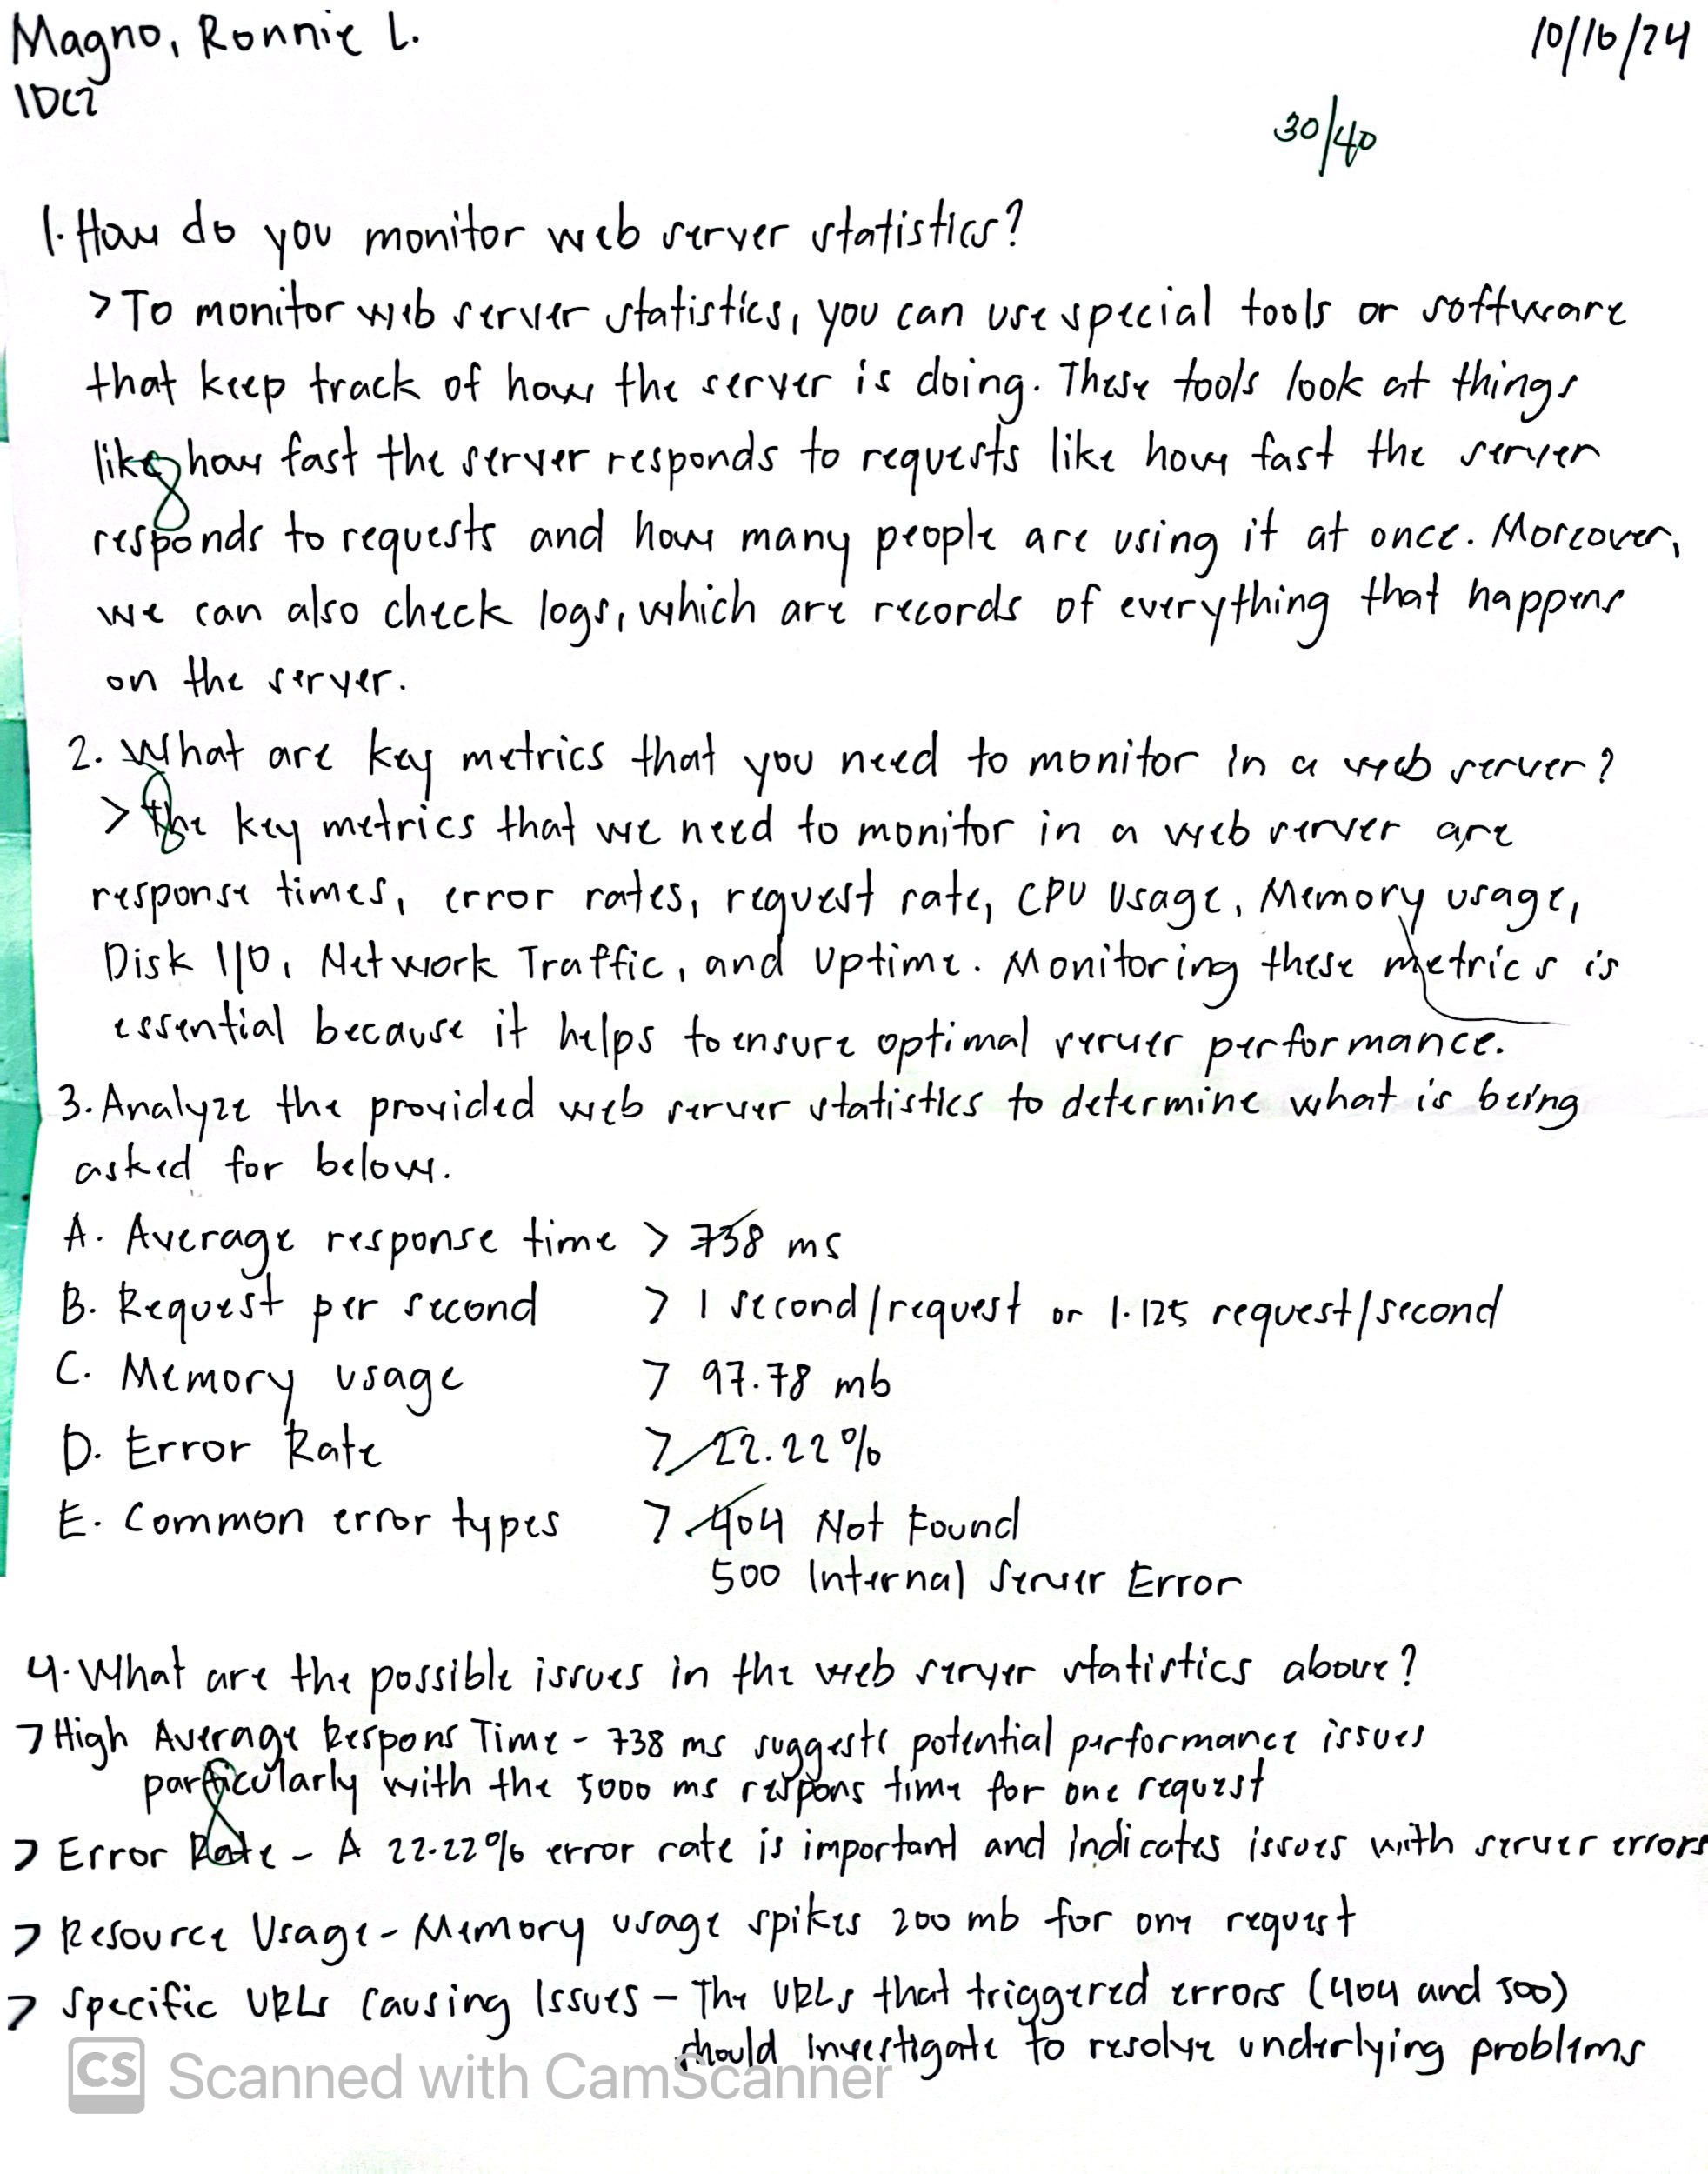 Magno, Ronnie L.
10/16/24
1DC2
30/40
1. How do you monitor web server statistics?
> To monitor web server statistics, you can use special tools or software
that keep track of how the server is doing. These tools look at things
like how fast the server responds to requests like how fast the server
8
responds to requests and how many people are using it at once. Moreover,
we can also check logs, which are records of everything that happens
on the server.
2. What are key metrics that you need to monitor in a web server?
8
> The key metrics that we need to monitor in a web server are
response times, error rates, request rate, CPU Usage, Memory usage,
Disk I/O, Network Traffic, and Uptime. Monitoring these metrics is
essential because it helps to ensure optimal server performance.
3. Analyze the provided web server statistics to determine what is being
asked for below.
A. Average response time > 738 ms
B. Request per second > 1 second/request or 1.125 request/second
C. Memory usage > 97.78 mb
D. Error Rate > 22.22%
E. Common error types > 404 Not Found
500 Internal Server Error
4. What are the possible issues in the web server statistics above?
> High Average Respons Time - 738 ms suggests potential performance issues
particularly with the 5000 ms respons time for one request
8
> Error Rate - A 22.22% error rate is important and indicates issues with server errors
> Resource Usage - Memory usage spikes 200 mb for one request
> Specific URLs Causing Issues - The URLs that triggered errors (404 and 500)
should investigate to resolve underlying problems
CS Scanned with CamScanner